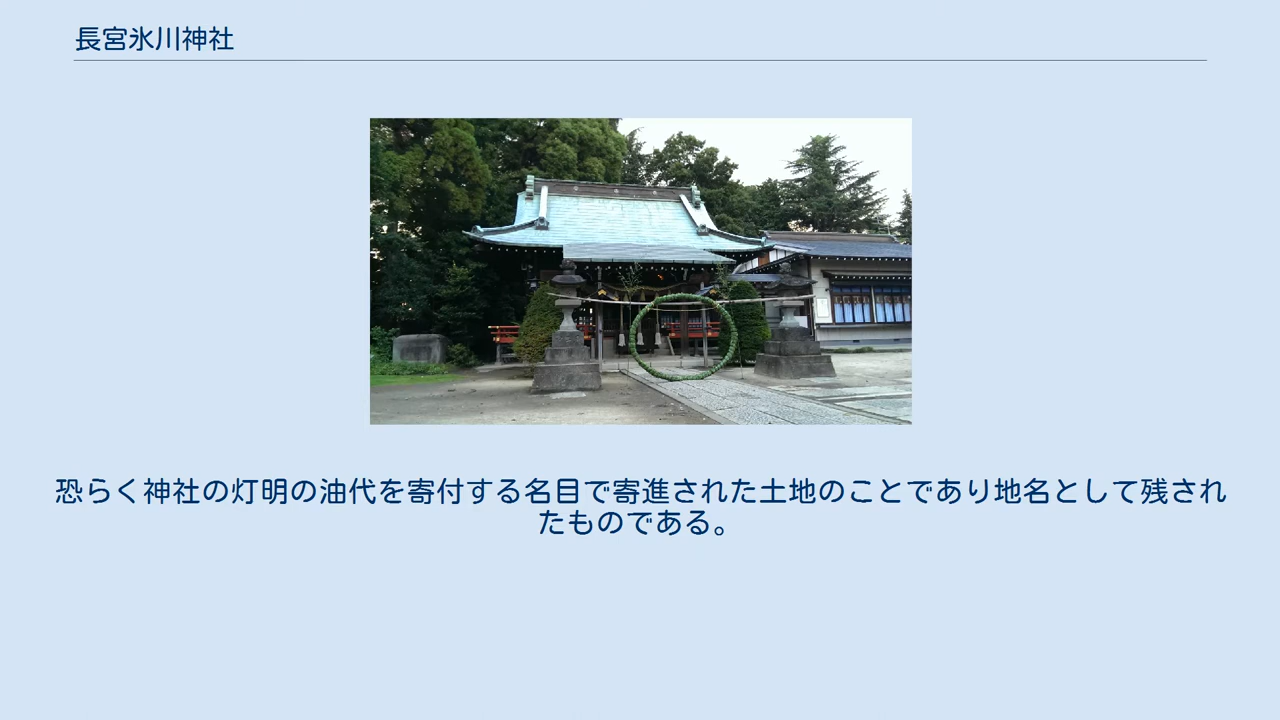 長宮氷川神社
恐らく神社の灯明の油代を寄付する名目で寄進された土地のことであり地名として残され
たものである。